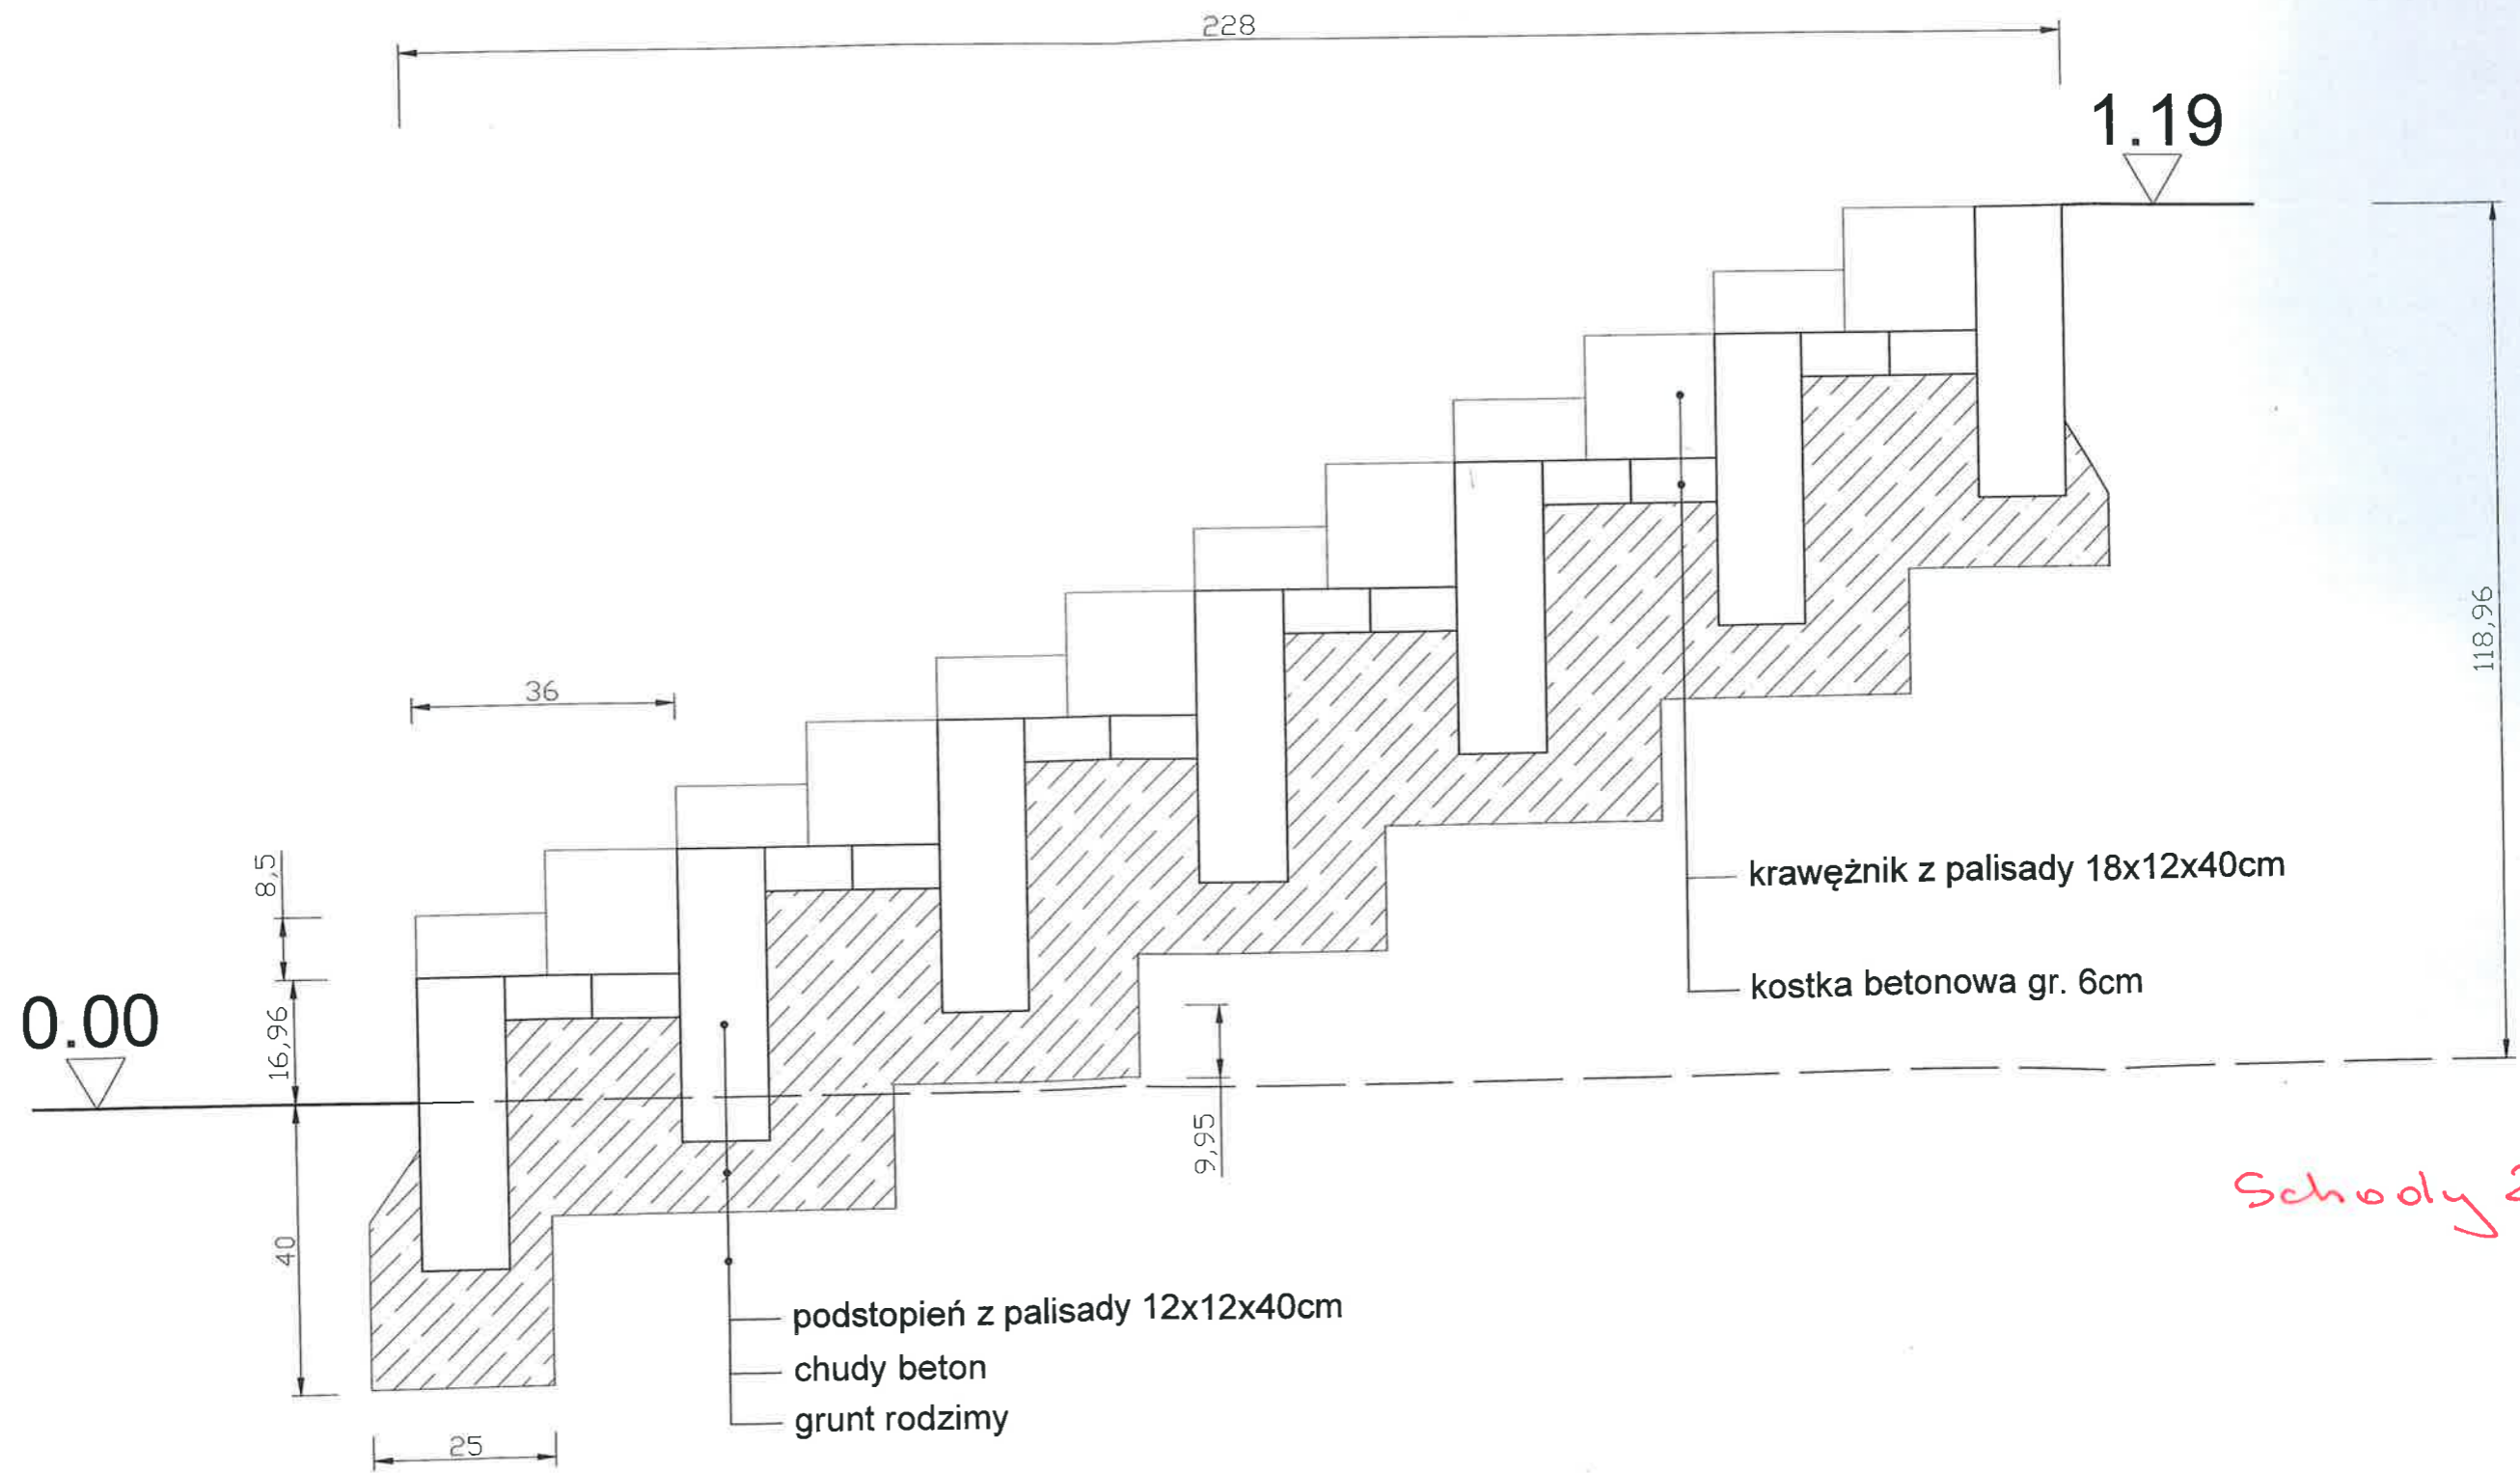 228
1.19
118,96
36
8,5
16,96
0.00
40
9,95
25
krawężnik z palisady 18x12x40cm
kostka betonowa gr. 6cm
podstopień z palisady 12x12x40cm
chudy beton
grunt rodzimy
Schody 2